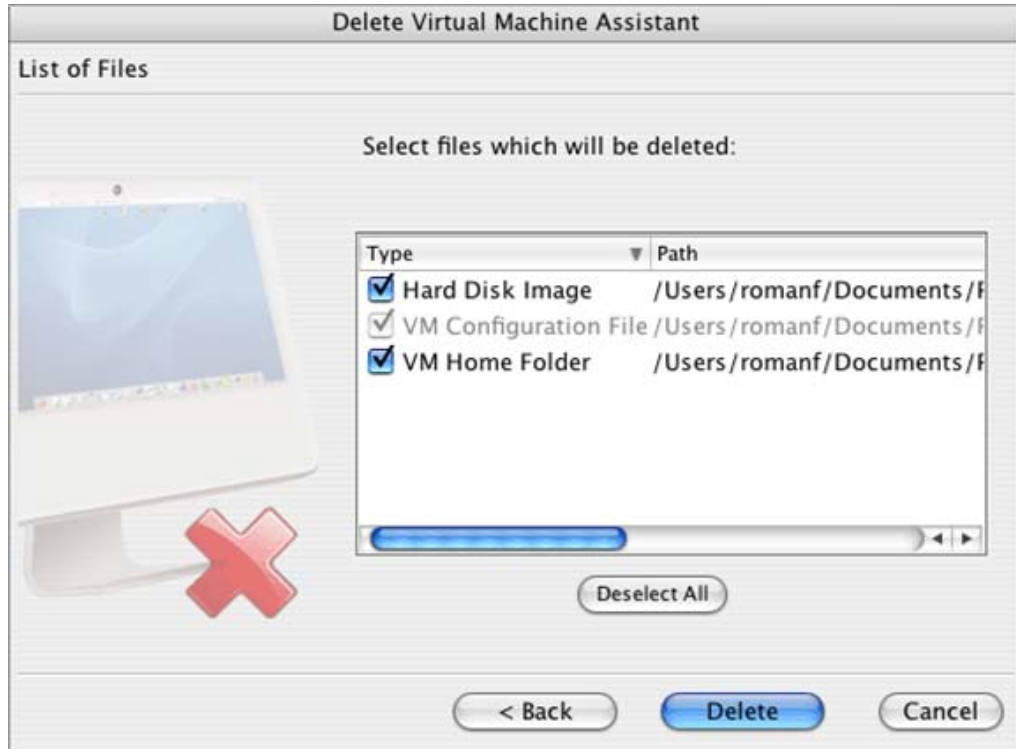 Delete Virtual Machine Assistant
List of Files
Select files which will be deleted:
Type Path
Hard Disk Image /Users/romanf/Documents/
VM Configuration File /Users/romanf/Documents/
VM Home Folder /Users/romanf/Documents/
Deselect All
< Back Delete Cancel